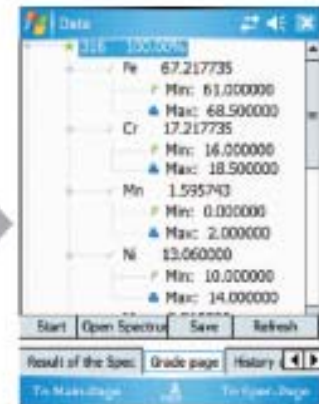 Data
316 100.00%
Fe 67.217735
Min: 61.000000
Max: 68.500000
Cr 17.217735
Min: 16.000000
Max: 18.500000
Mn 1.595743
Min: 0.000000
Max: 2.000000
Ni 13.060000
Min: 10.000000
Max: 14.000000
Start Open Spectrur Save Refresh
Result of the Spec Grade page History
To Main-Page To Spec-Page